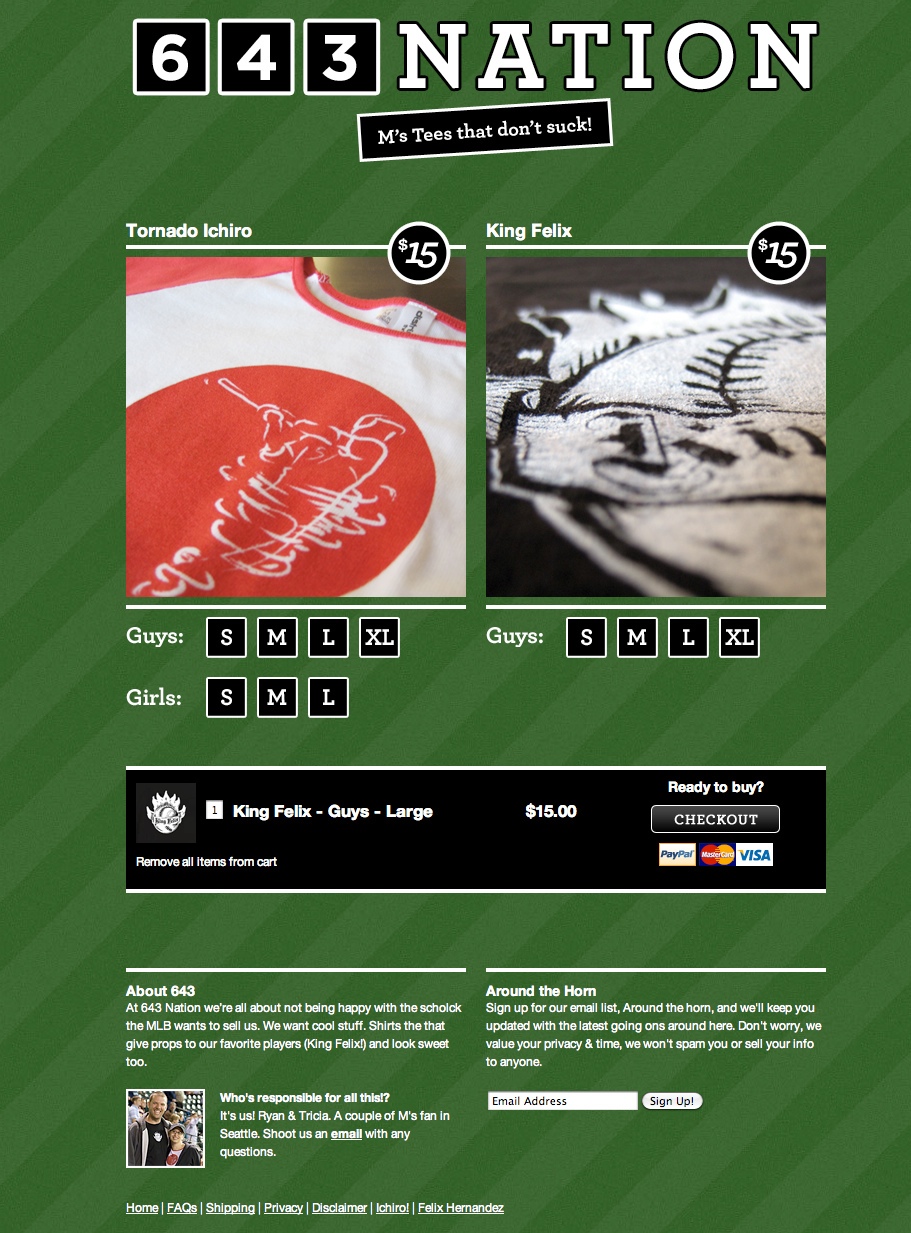 643 NATION
M's Tees that don't suck!
Tornado Ichiro
$15
King Felix
$15
Guys: S M L XL
Girls: S M L
Guys: S M L XL
1 King Felix - Guys - Large $15.00
Remove all items from cart
Ready to buy?
CHECKOUT
PayPal MasterCard VISA
About 643
At 643 Nation we're all about not being happy with the scholck
the MLB wants to sell us. We want cool stuff. Shirts the that
give props to our favorite players (King Felix!) and look sweet
too.
Who's responsible for all this!?
It's us! Ryan & Tricia. A couple of M's fan in
Seattle. Shoot us an email with any
questions.
Around the Horn
Sign up for our email list, Around the horn, and we'll keep you
updated with the latest going ons around here. Don't worry, we
value your privacy & time, we won't spam you or sell your info
to anyone.
Email Address Sign Up!
Home | FAQs | Shipping | Privacy | Disclaimer | Ichiro! | Felix Hernandez